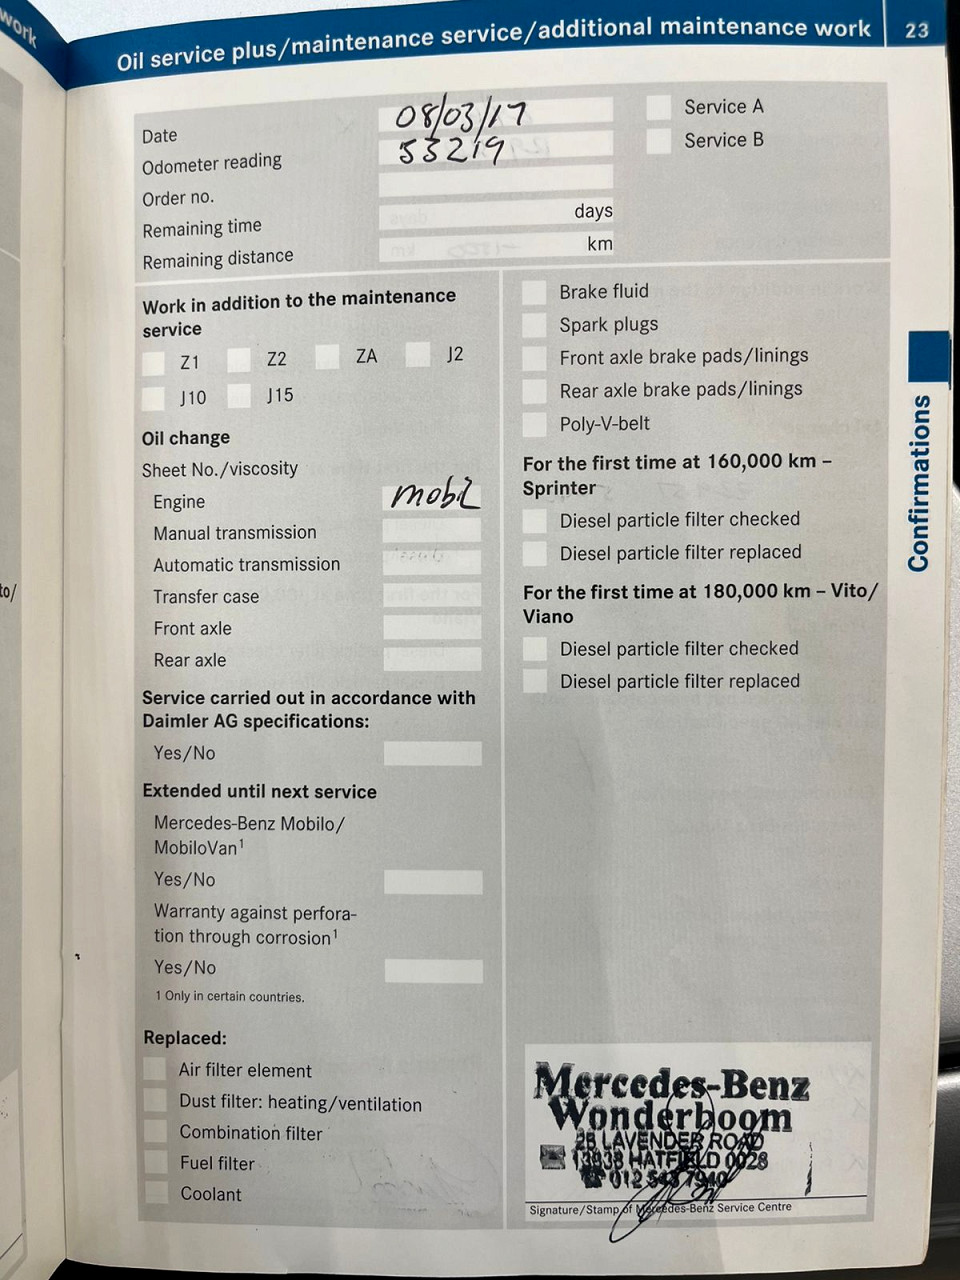 work
Oil service plus/maintenance service/additional maintenance work 23
Date 08/03/17
Odometer reading 53219
Order no.
Remaining time days
Remaining distance km
Service A
Service B
Work in addition to the maintenance
service
Z1 Z2 ZA J2
J10 J15
Oil change
Sheet No./viscosity
Engine mobil
Manual transmission
Automatic transmission
Transfer case
Front axle
Rear axle
Service carried out in accordance with
Daimler AG specifications:
Yes/No
Extended until next service
Mercedes-Benz Mobilo/
MobiloVan¹
Yes/No
Warranty against perfora-
tion through corrosion¹
Yes/No
1 Only in certain countries.
Replaced:
Air filter element
Dust filter: heating/ventilation
Combination filter
Fuel filter
Coolant
Brake fluid
Spark plugs
Front axle brake pads/linings
Rear axle brake pads/linings
Poly-V-belt
For the first time at 160,000 km –
Sprinter
Diesel particle filter checked
Diesel particle filter replaced
For the first time at 180,000 km – Vito/
Viano
Diesel particle filter checked
Diesel particle filter replaced
Mercedes-Benz
Wonderboom
LAVENDER ROAD
HATFIELD 0028
012
Signature/Stamp of Mercedes-Benz Service Centre
Confirmations
to/